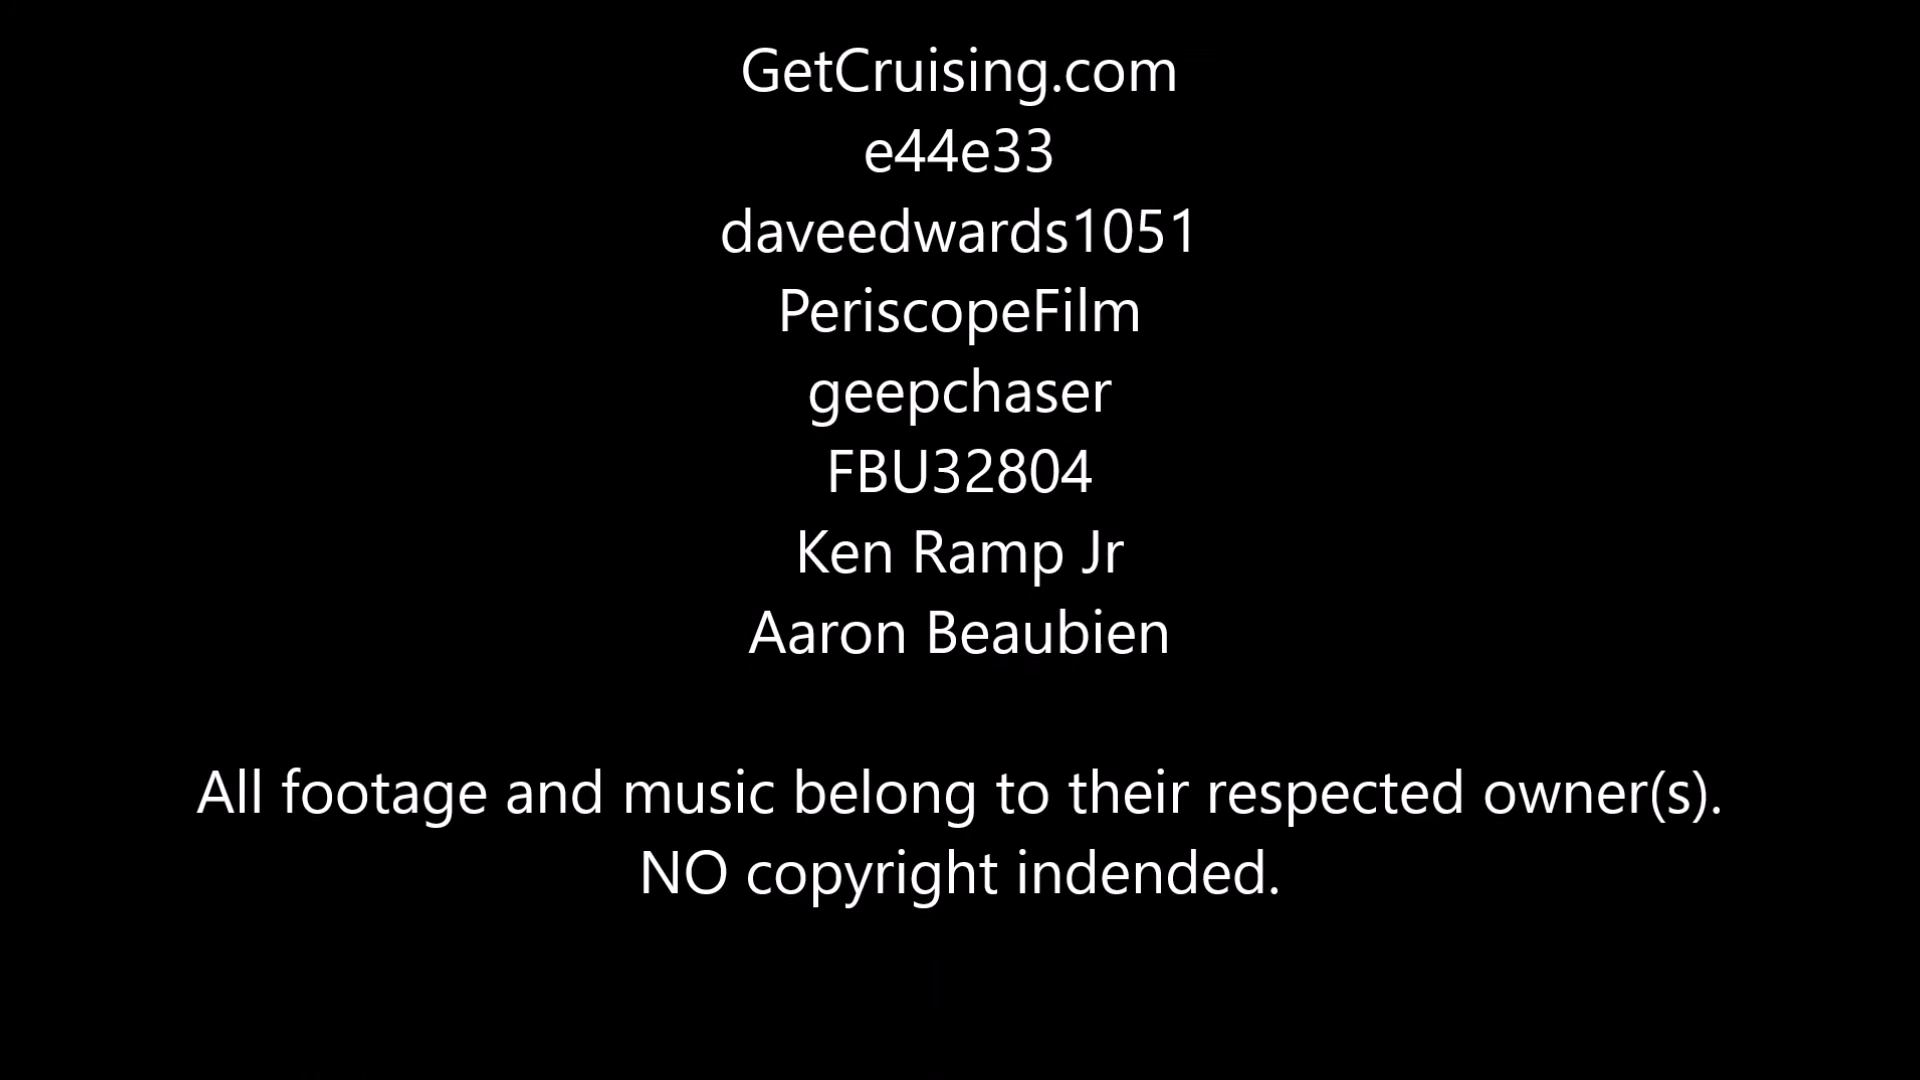 GetCruising.com
e44e33
daveedwards1051
PeriscopeFilm
geepchaser
FBU32804
Ken Ramp Jr
Aaron Beaubien
All footage and music belong to their respected owner(s).
NO copyright indended.